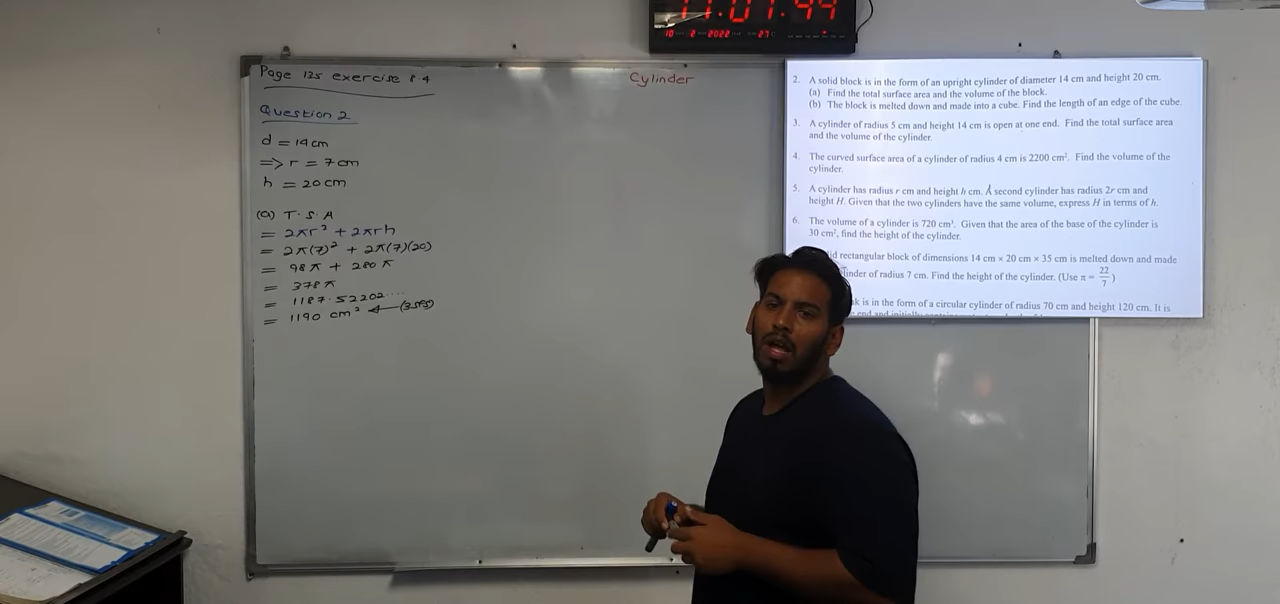 11:01:44
10 2 2022 27 C
Page 125 exercise 8.4
Cylinder
Question 2
d = 14cm
=> r = 7cm
h = 20cm
(a) T.S.A
= 2πr² + 2πrh
= 2π(7)² + 2π(7)(20)
= 98π + 280π
= 378π
= 1187.52202....
= 1190 cm² ← (3sf)
2. A solid block is in the form of an upright cylinder of diameter 14 cm and height 20 cm.
(a) Find the total surface area and the volume of the block.
(b) The block is melted down and made into a cube. Find the length of an edge of the cube.
3. A cylinder of radius 5 cm and height 14 cm is open at one end. Find the total surface area
and the volume of the cylinder.
4. The curved surface area of a cylinder of radius 4 cm is 2200 cm². Find the volume of the
cylinder.
5. A cylinder has radius r cm and height h cm. A second cylinder has radius 2r cm and
height H. Given that the two cylinders have the same volume, express H in terms of h.
6. The volume of a cylinder is 720 cm³. Given that the area of the base of the cylinder is
30 cm², find the height of the cylinder.
rectangular block of dimensions 14 cm × 20 cm × 35 cm is melted down and made
of radius 7 cm. Find the height of the cylinder. (Use π = 22/7)
is in the form of a circular cylinder of radius 70 cm and height 120 cm. It is